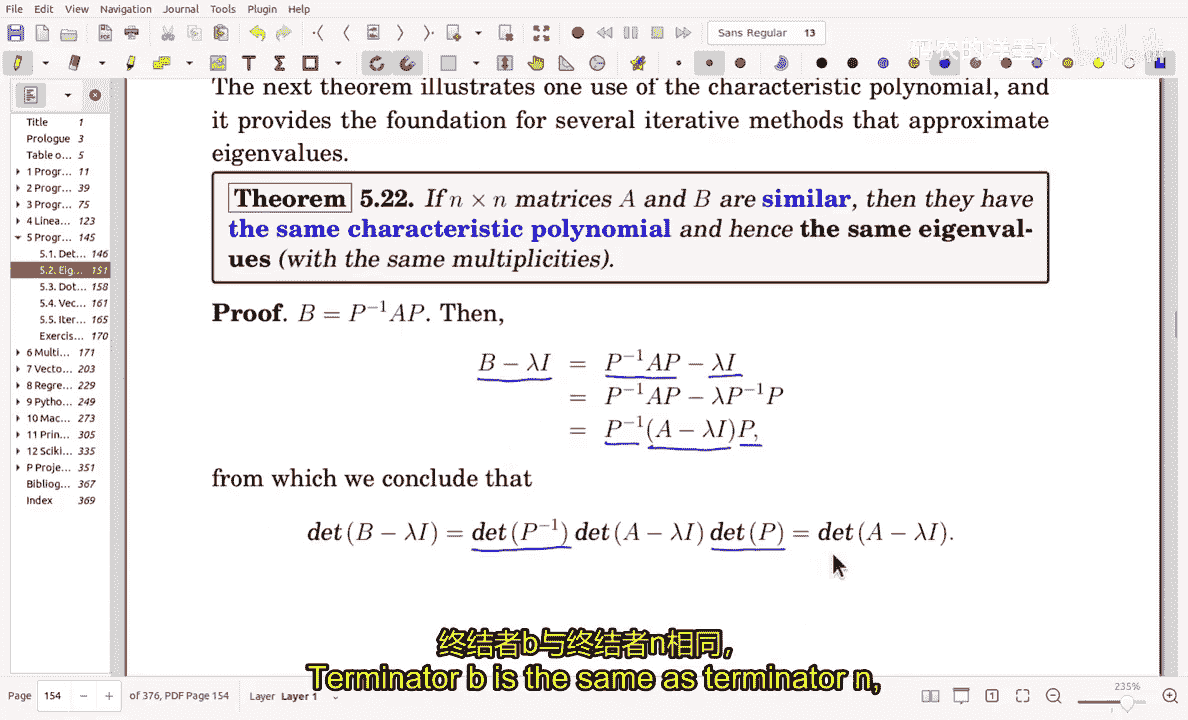 File Edit View Navigation Journal Tools Plugin Help
Sans Regular 13
Title 1
Prologue 3
Table o... 5
1 Progr... 11
2 Progr... 39
3 Progr... 75
4 Linea... 123
5 Progr... 145
5.1. Det... 146
5.2. Eig... 151
5.3. Dot... 158
5.4. Vec... 161
5.5. Iter... 165
Exercis... 170
6 Multi... 171
7 Vecto... 203
8 Regre... 229
9 Pytho... 249
10 Mac... 273
11 Prin... 305
12 Sciki... 335
P Proje... 351
Bibliog... 367
Index 369
The next theorem illustrates one use of the characteristic polynomial, and
it provides the foundation for several iterative methods that approximate
eigenvalues.
Theorem 5.22. If n × n matrices A and B are similar, then they have
the same characteristic polynomial and hence the same eigenval-
ues (with the same multiplicities).
Proof. B = P⁻¹AP. Then,
B − λI = P⁻¹AP − λI
= P⁻¹AP − λP⁻¹P
= P⁻¹(A − λI)P,
from which we conclude that
det(B − λI) = det(P⁻¹) det(A − λI) det(P) = det(A − λI).
终结者b与终结者n相同,
Terminator b is the same as terminator n,
Page 154 of 376, PDF Page 154 Layer Layer 1 235%